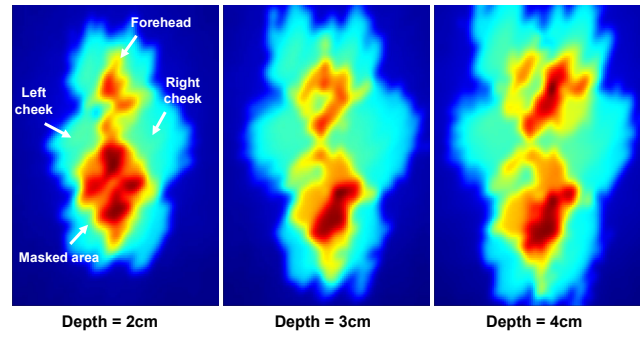 Forehead
Right
cheek
Left
cheek
Masked area
Depth = 2cm
Depth = 3cm
Depth = 4cm